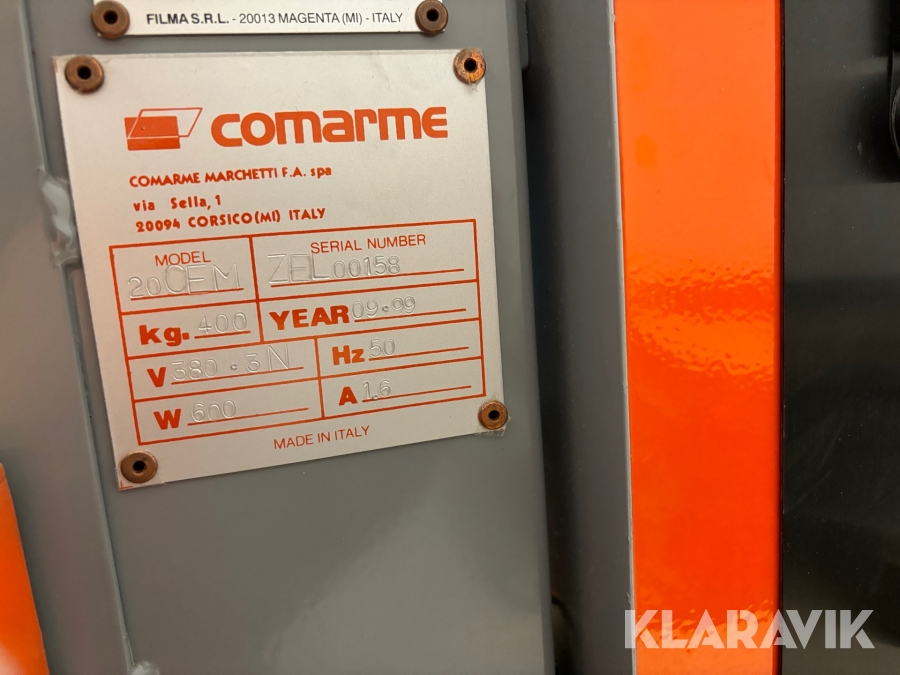 FILMA S.R.L. - 20013 MAGENTA (MI) - ITALY
comarme
COMARME MARCHETTI F.A. spa
via Sella, 1
20094 CORSICO(MI) ITALY
MODEL 20CEM
SERIAL NUMBER ZEL00158
Kg. 400
YEAR 09.99
V 380.3N
Hz 50
W 600
A 1.6
MADE IN ITALY
KLARAVIK